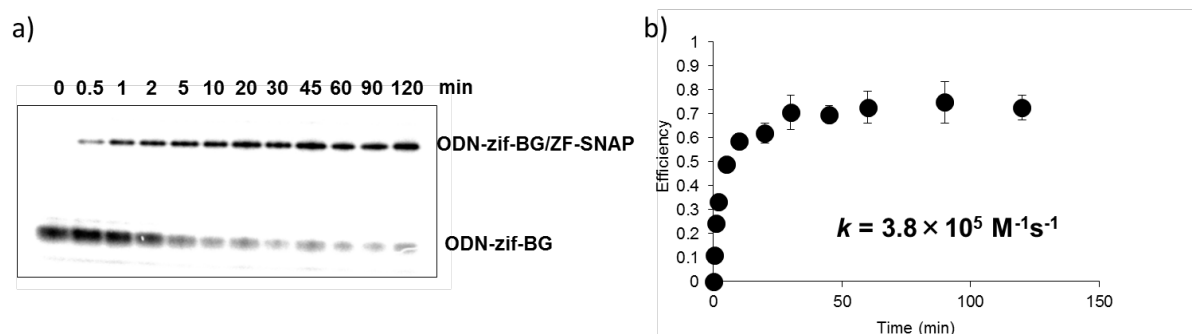 a)
0 0.5 1 2 5 10 20 30 45 60 90 120 min
ODN-zif-BG/ZF-SNAP
ODN-zif-BG
b)
1
0.9
0.8
0.7
0.6
0.5
0.4
0.3
0.2
0.1
0
Efficiency
k = 3.8 × 10⁵ M⁻¹s⁻¹
0 50 100 150
Time (min)